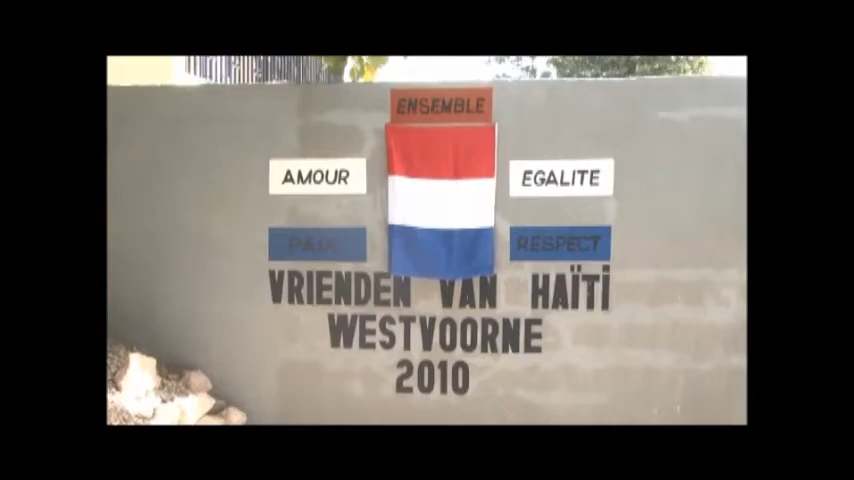 ENSEMBLE
AMOUR
EGALITE
PAIX
RESPECT
VRIENDEN VAN HAÏTI
WESTVOORNE
2010